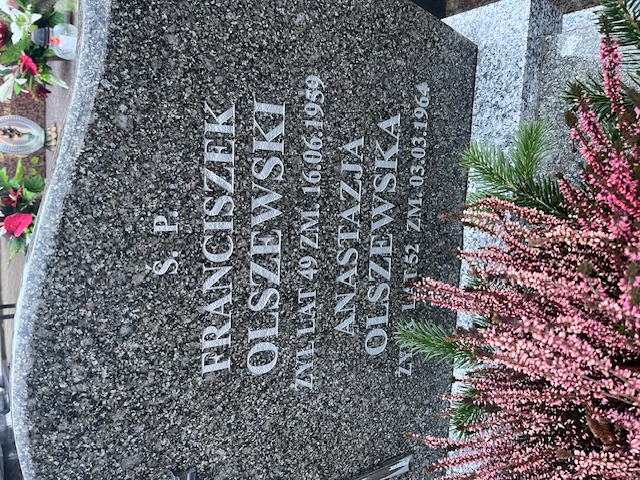 Ś. P.
FRANCISZEK
OLSZEWSKI
ŻYŁ LAT 49 ZM. 16.06.1959
ANASTAZJA
OLSZEWSKA
52 ZM. 03.03.1964